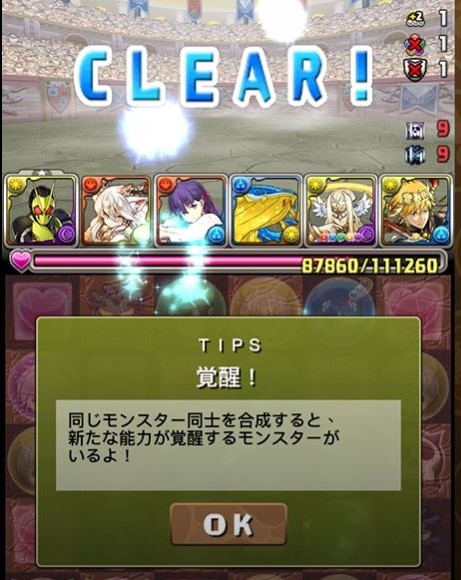 +2 1
1
1
CLEAR!
9
9
87860/111260
TIPS
覚醒！
同じモンスター同士を合成すると、
新たな能力が覚醒するモンスターが
いるよ！
OK